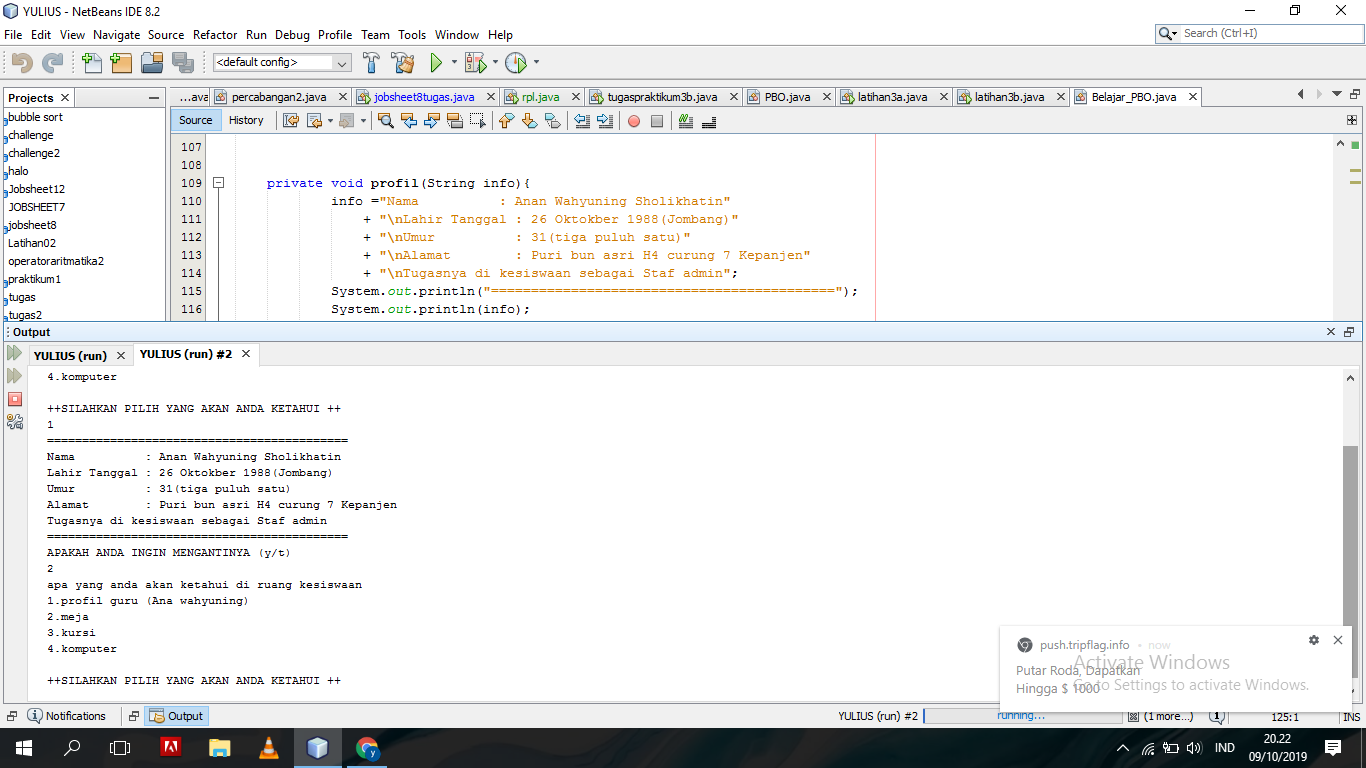 YULIUS - NetBeans IDE 8.2
File Edit View Navigate Source Refactor Run Debug Profile Team Tools Window Help
Search (Ctrl+I)
<default config>
Projects
...ava percabangan2.java jobsheet8tugas.java rpl.java tugaspraktikum3b.java PBO.java latihan3a.java latihan3b.java Belajar_PBO.java
Source History
bubble sort
challenge
challenge2
halo
Jobsheet12
JOBSHEET7
jobsheet8
Latihan02
operatoraritmatika2
praktikum1
tugas
tugas2
107
108
109 private void profil(String info){
110 info ="Nama : Anan Wahyuning Sholikhatin"
111 + "\nLahir Tanggal : 26 Oktokber 1988(Jombang)"
112 + "\nUmur : 31(tiga puluh satu)"
113 + "\nAlamat : Puri bun asri H4 curung 7 Kepanjen"
114 + "\nTugasnya di kesiswaan sebagai Staf admin";
115 System.out.println("===========================================");
116 System.out.println(info);
Output
YULIUS (run) YULIUS (run) #2
4.komputer
++SILAHKAN PILIH YANG AKAN ANDA KETAHUI ++
1
===========================================
Nama : Anan Wahyuning Sholikhatin
Lahir Tanggal : 26 Oktokber 1988(Jombang)
Umur : 31(tiga puluh satu)
Alamat : Puri bun asri H4 curung 7 Kepanjen
Tugasnya di kesiswaan sebagai Staf admin
===========================================
APAKAH ANDA INGIN MENGANTINYA (y/t)
2
apa yang anda akan ketahui di ruang kesiswaan
1.profil guru (Ana wahyuning)
2.meja
3.kursi
4.komputer
++SILAHKAN PILIH YANG AKAN ANDA KETAHUI ++
push.tripflag.info • now
Putar Roda, Dapatkan
Hingga $ 1000
Activate Windows
Go to Settings to activate Windows.
Notifications Output YULIUS (run) #2 running... (1 more...) 125:1 INS
IND
20.22
09/10/2019